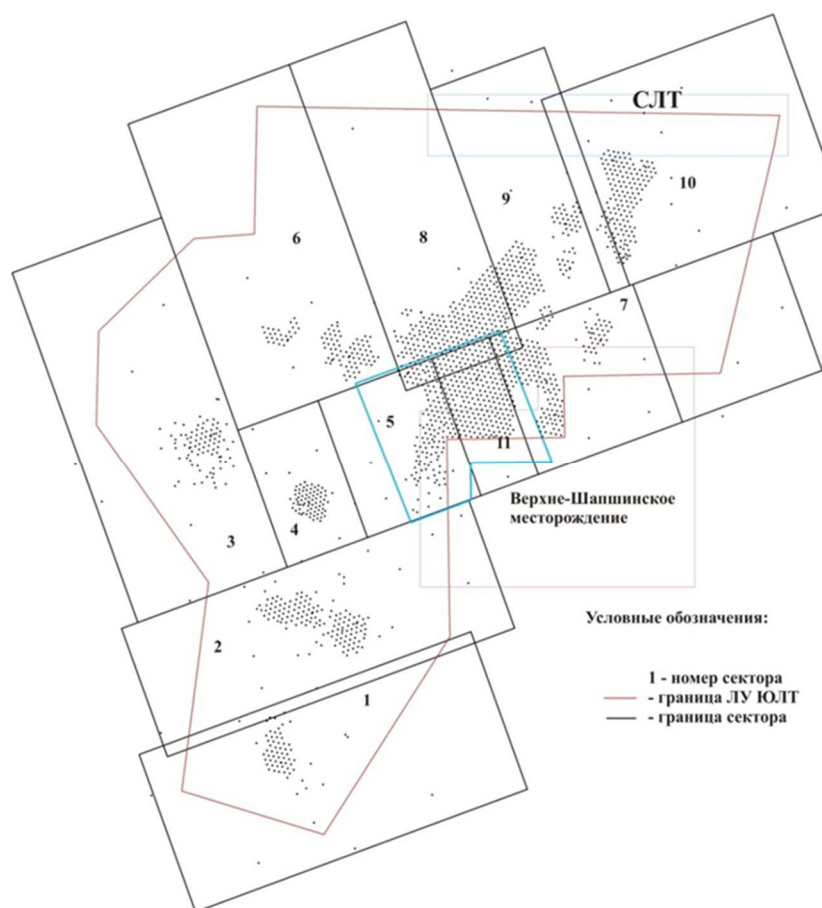 СЛТ
10
9
6
8
7
5
11
4
3
Верхне-Шапшинское
месторождение
2
1
Условные обозначения:
1 - номер сектора
- граница ЛУ ЮЛТ
- граница сектора